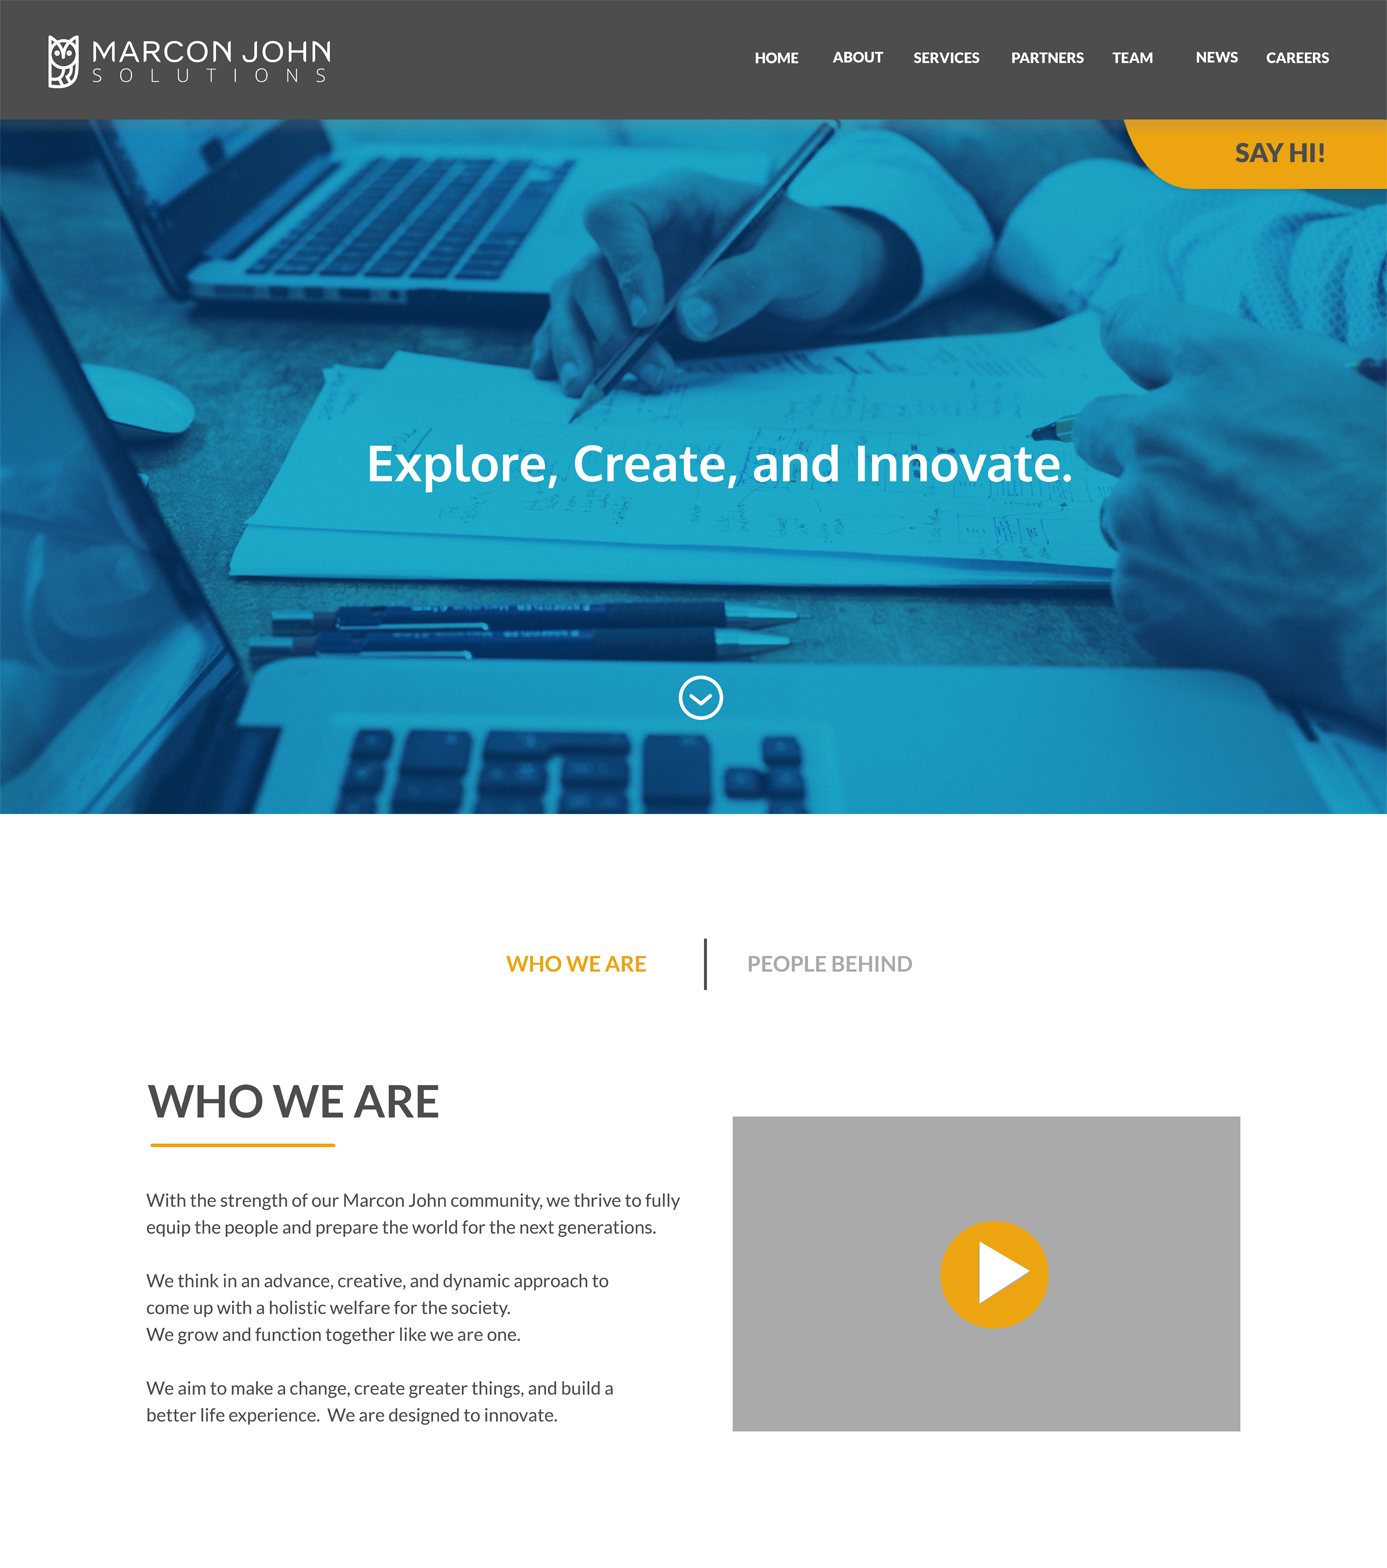 MARCON JOHN
SOLUTIONS
HOME ABOUT SERVICES PARTNERS TEAM NEWS CAREERS
SAY HI!
Explore, Create, and Innovate.
WHO WE ARE
PEOPLE BEHIND
WHO WE ARE
With the strength of our Marcon John community, we thrive to fully
equip the people and prepare the world for the next generations.
We think in an advance, creative, and dynamic approach to
come up with a holistic welfare for the society.
We grow and function together like we are one.
We aim to make a change, create greater things, and build a
better life experience.  We are designed to innovate.